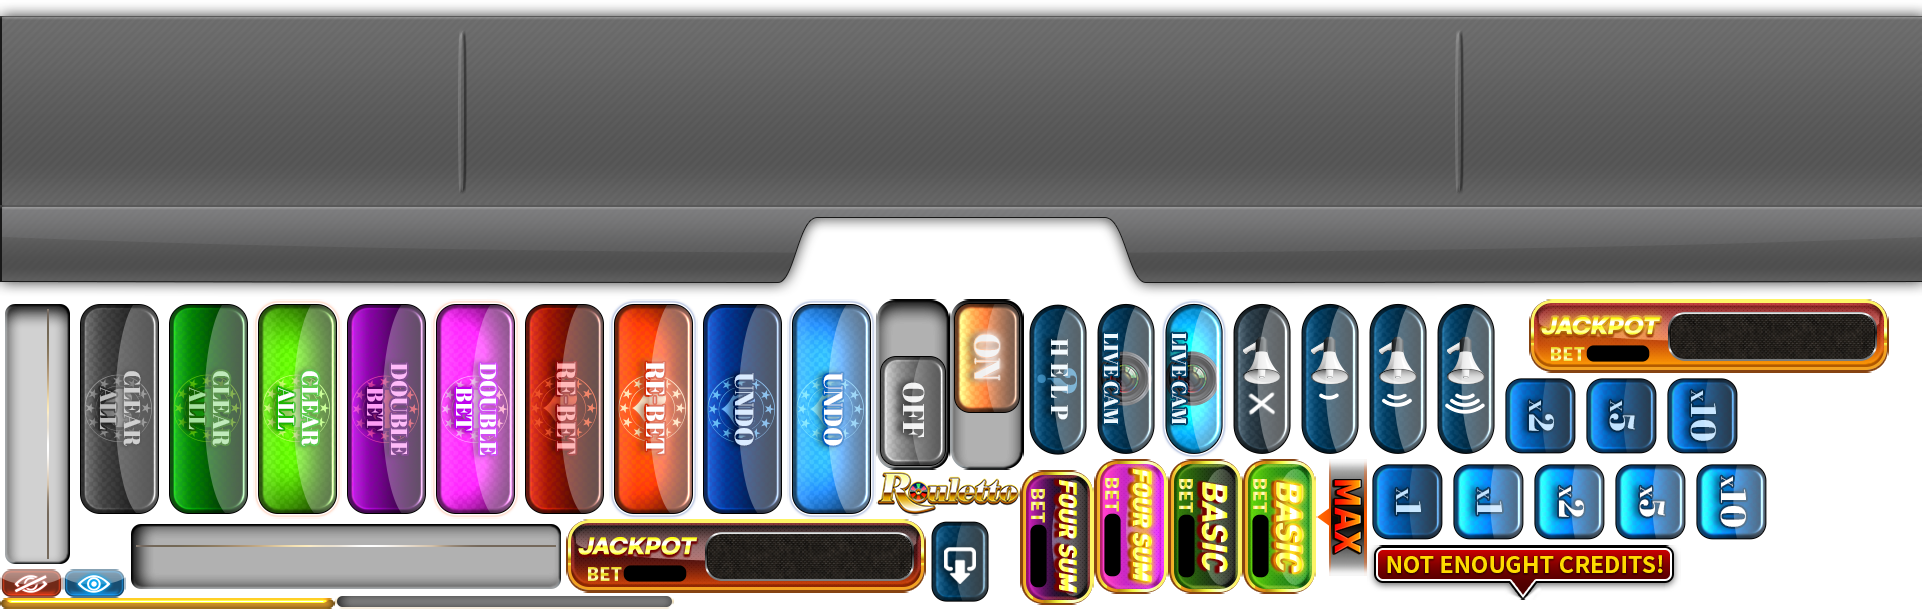 CLEAR
ALL
CLEAR
ALL
CLEAR
ALL
DOUBLE
BET
DOUBLE
BET
RE-BET
RE-BET
UNDO
UNDO
OFF
ON
HELP
LIVE CAM
LIVE CAM
JACKPOT
BET
x2
x5
x10
Rouletto
FOUR SUM
BET
FOUR SUM
BET
BASIC
BET
BASIC
BET
MAX
x1
x1
x2
x5
x10
JACKPOT
BET
NOT ENOUGHT CREDITS!